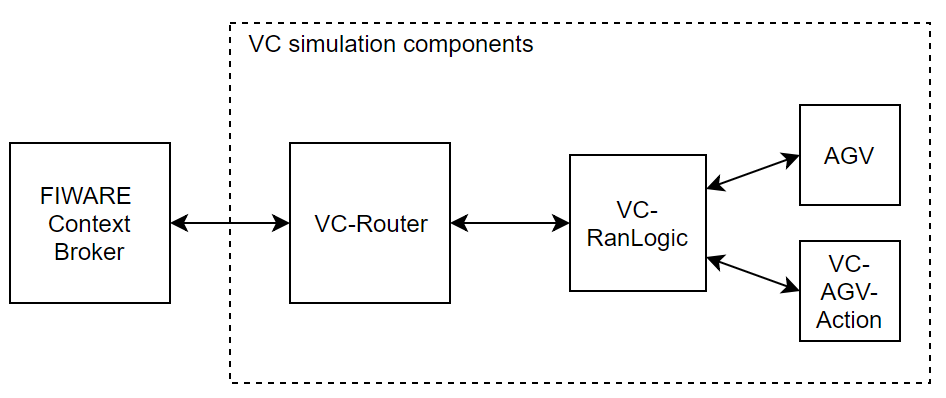 VC simulation components
FIWARE
Context
Broker
VC-Router
VC-
RanLogic
AGV
VC-
AGV-
Action